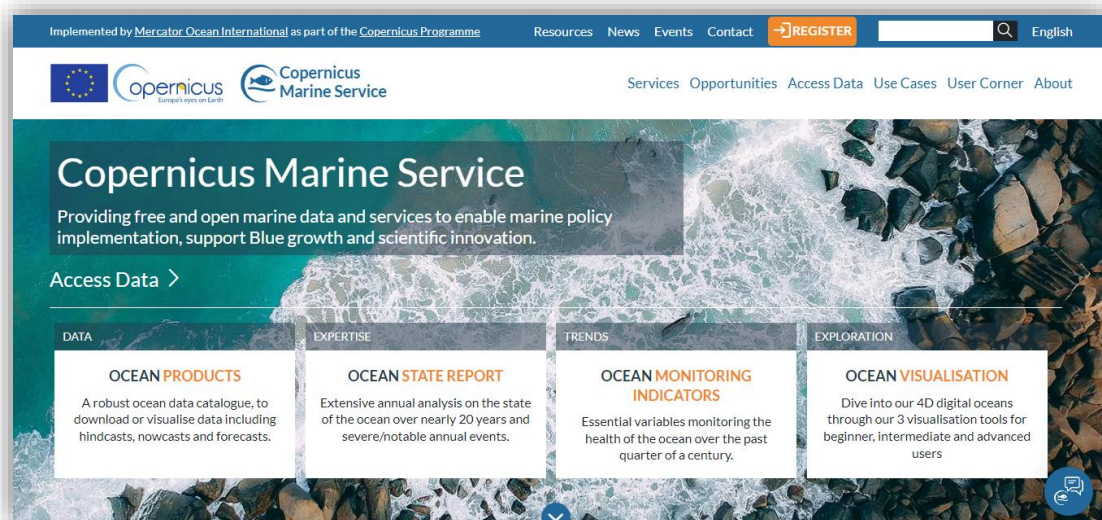 Implemented by Mercator Ocean International as part of the Copernicus Programme
Resources News Events Contact REGISTER English
opernicus
Europe's eyes on Earth
Copernicus
Marine Service
Services Opportunities Access Data Use Cases User Corner About
Copernicus Marine Service
Providing free and open marine data and services to enable marine policy
implementation, support Blue growth and scientific innovation.
Access Data
DATA
OCEAN PRODUCTS
A robust ocean data catalogue, to
download or visualise data including
hindcasts, nowcasts and forecasts.
EXPERTISE
OCEAN STATE REPORT
Extensive annual analysis on the state
of the ocean over nearly 20 years and
severe/notable annual events.
TRENDS
OCEAN MONITORING
INDICATORS
Essential variables monitoring the
health of the ocean over the past
quarter of a century.
EXPLORATION
OCEAN VISUALISATION
Dive into our 4D digital oceans
through our 3 visualisation tools for
beginner, intermediate and advanced
users